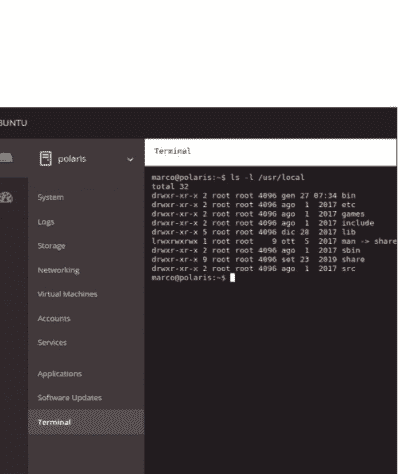 BUNTU
polaris
System
Logs
Storage
Networking
Virtual Machines
Accounts
Services
Applications
Software Updates
Terminal
Terminal
marco@polaris:~$ ls -l /usr/local
total 32
drwxr-xr-x 2 root root 4096 gen 27 07:34 bin
drwxr-xr-x 2 root root 4096 ago  1  2017 etc
drwxr-xr-x 2 root root 4096 ago  1  2017 games
drwxr-xr-x 2 root root 4096 ago  1  2017 include
drwxr-xr-x 5 root root 4096 dic 28  2017 lib
lrwxrwxrwx 1 root root    9 ott  5  2017 man -> share
drwxr-xr-x 2 root root 4096 ago  1  2017 sbin
drwxr-xr-x 9 root root 4096 set 23  2019 share
drwxr-xr-x 2 root root 4096 ago  1  2017 src
marco@polaris:~$